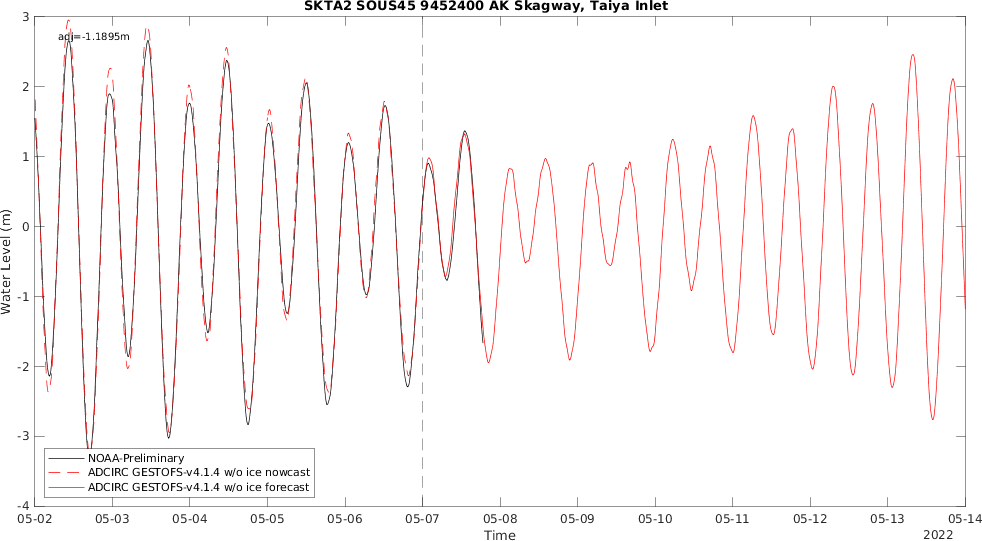 SKTA2 SOUS45 9452400 AK Skagway, Taiya Inlet
adj=-1.1895m
3
2
1
0
-1
-2
-3
-4
Water Level (m)
NOAA-Preliminary
ADCIRC GESTOFS-v4.1.4 w/o ice nowcast
ADCIRC GESTOFS-v4.1.4 w/o ice forecast
05-02 05-03 05-04 05-05 05-06 05-07 05-08 05-09 05-10 05-11 05-12 05-13 05-14
Time
2022